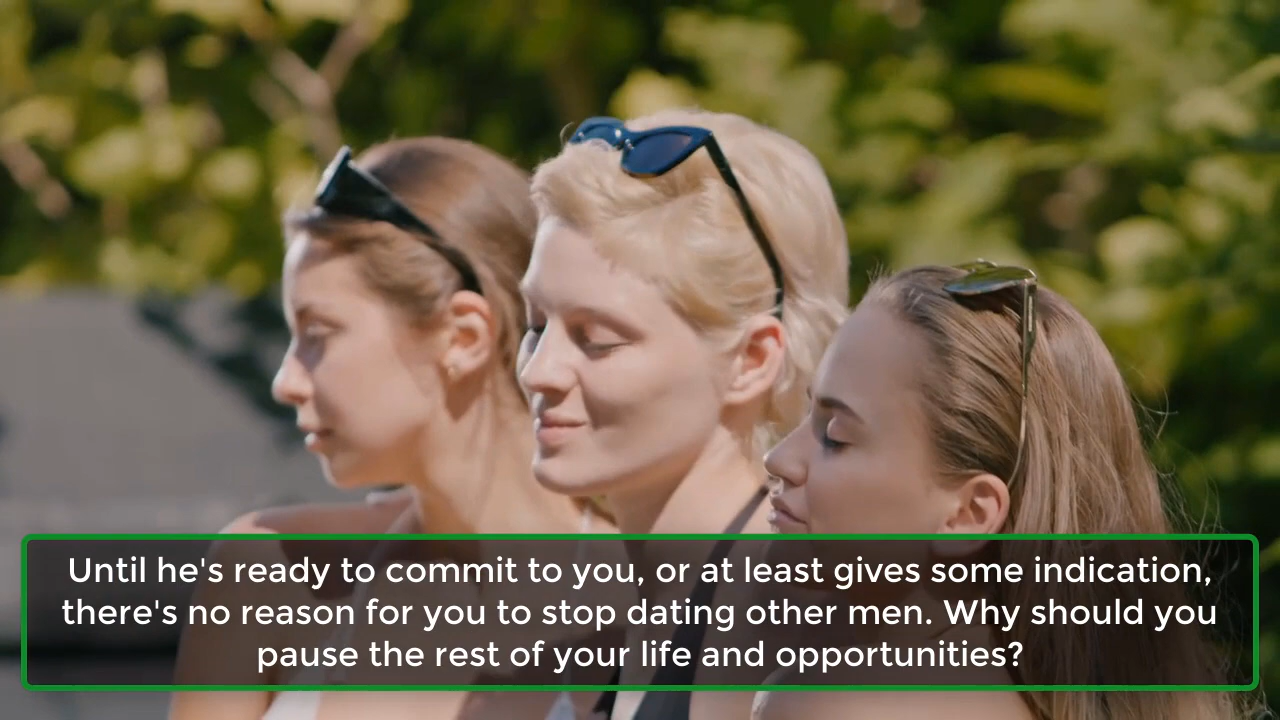 Until he's ready to commit to you, or at least gives some indication,
there's no reason for you to stop dating other men. Why should you
pause the rest of your life and opportunities?